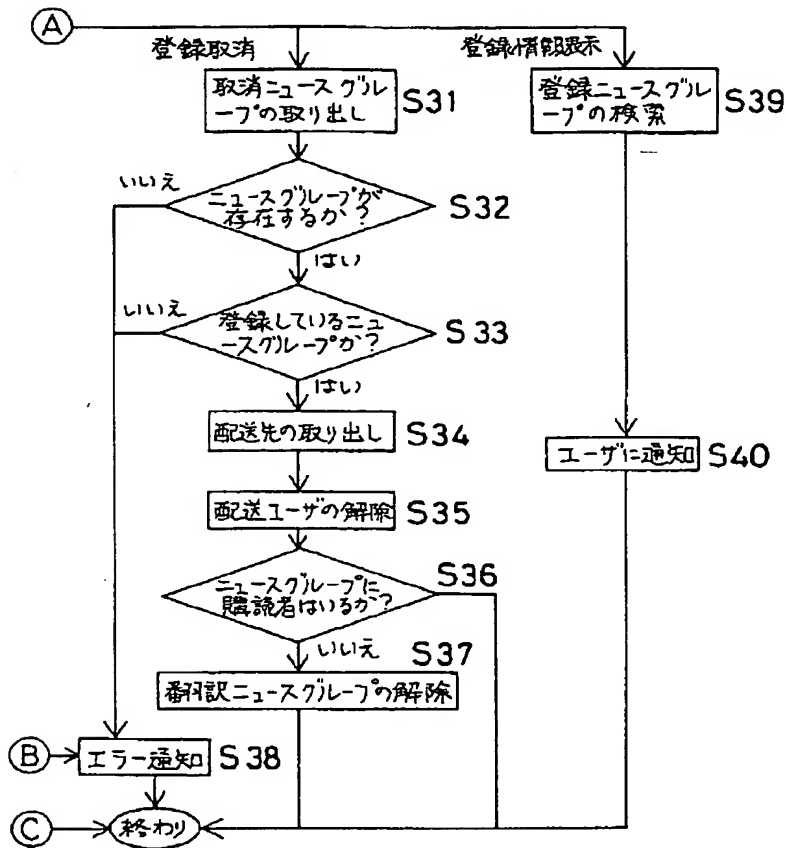 A
登録取消
登録情報表示
取消ニュースグル
ープの取り出し
S31
登録ニュースグル
ープの検索
S39
いいえ
ニュースグループが
存在するか?
S32
はい
いいえ
登録しているニュ
ースグループか?
S33
はい
配送先の取り出し
S34
ユーザに通知
S40
配送ユーザの解除
S35
ニュースグループに
購読者はいるか?
S36
いいえ
S37
翻訳ニュースグループの解除
B
エラー通知
S38
C
終わり